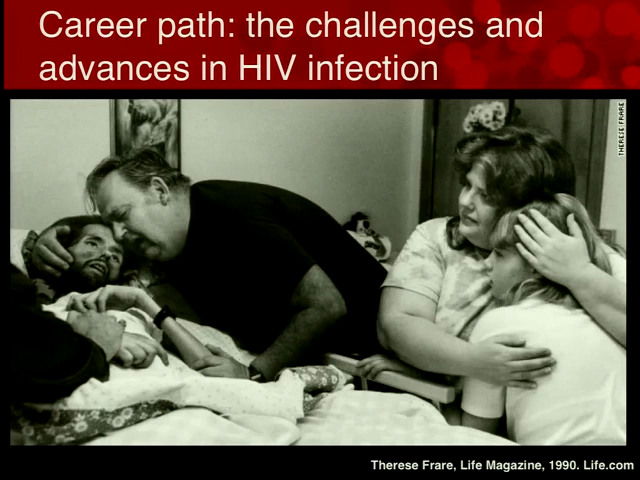 Career path: the challenges and
advances in HIV infection
THERESE FRARE
Therese Frare, Life Magazine, 1990. Life.com